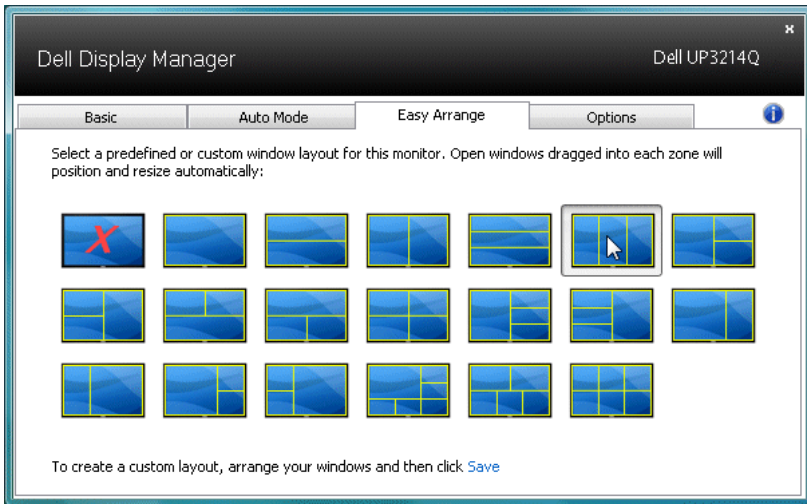 x
Dell Display Manager
Dell UP3214Q
Basic
Auto Mode
Easy Arrange
Options
i
Select a predefined or custom window layout for this monitor. Open windows dragged into each zone will
position and resize automatically:
X
To create a custom layout, arrange your windows and then click Save